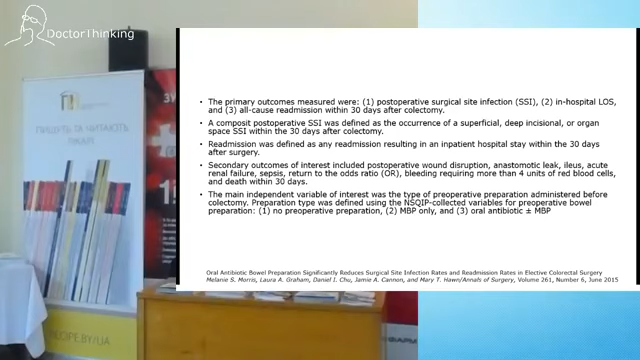 DoctorThinking
ПИШУТЬ ТА ЧИТАЮТЬ
ЛІКАРІ
• The primary outcomes measured were: (1) postoperative surgical site infection (SSI), (2) in-hospital LOS,
and (3) all-cause readmission within 30 days after colectomy.
• A composit postoperative SSI was defined as the occurrence of a superficial, deep incisional, or organ
space SSI within the 30 days after colectomy.
• Readmission was defined as any readmission resulting in an inpatient hospital stay within the 30 days
after surgery.
• Secondary outcomes of interest included postoperative wound disruption, anastomotic leak, ileus, acute
renal failure, sepsis, return to the odds ratio (OR), bleeding requiring more than 4 units of red blood cells,
and death within 30 days.
• The main independent variable of interest was the type of preoperative preparation administered before
colectomy. Preparation type was defined using the NSQIP-collected variables for preoperative bowel
preparation: (1) no preoperative preparation, (2) MBP only, and (3) oral antibiotic ± MBP
Oral Antibiotic Bowel Preparation Significantly Reduces Surgical Site Infection Rates and Readmission Rates in Elective Colorectal Surgery
Melanie S. Morris, Laura A. Graham, Daniel I. Chu, Jamie A. Cannon, and Mary T. Hawn/Annals of Surgery, Volume 261, Number 6, June 2015